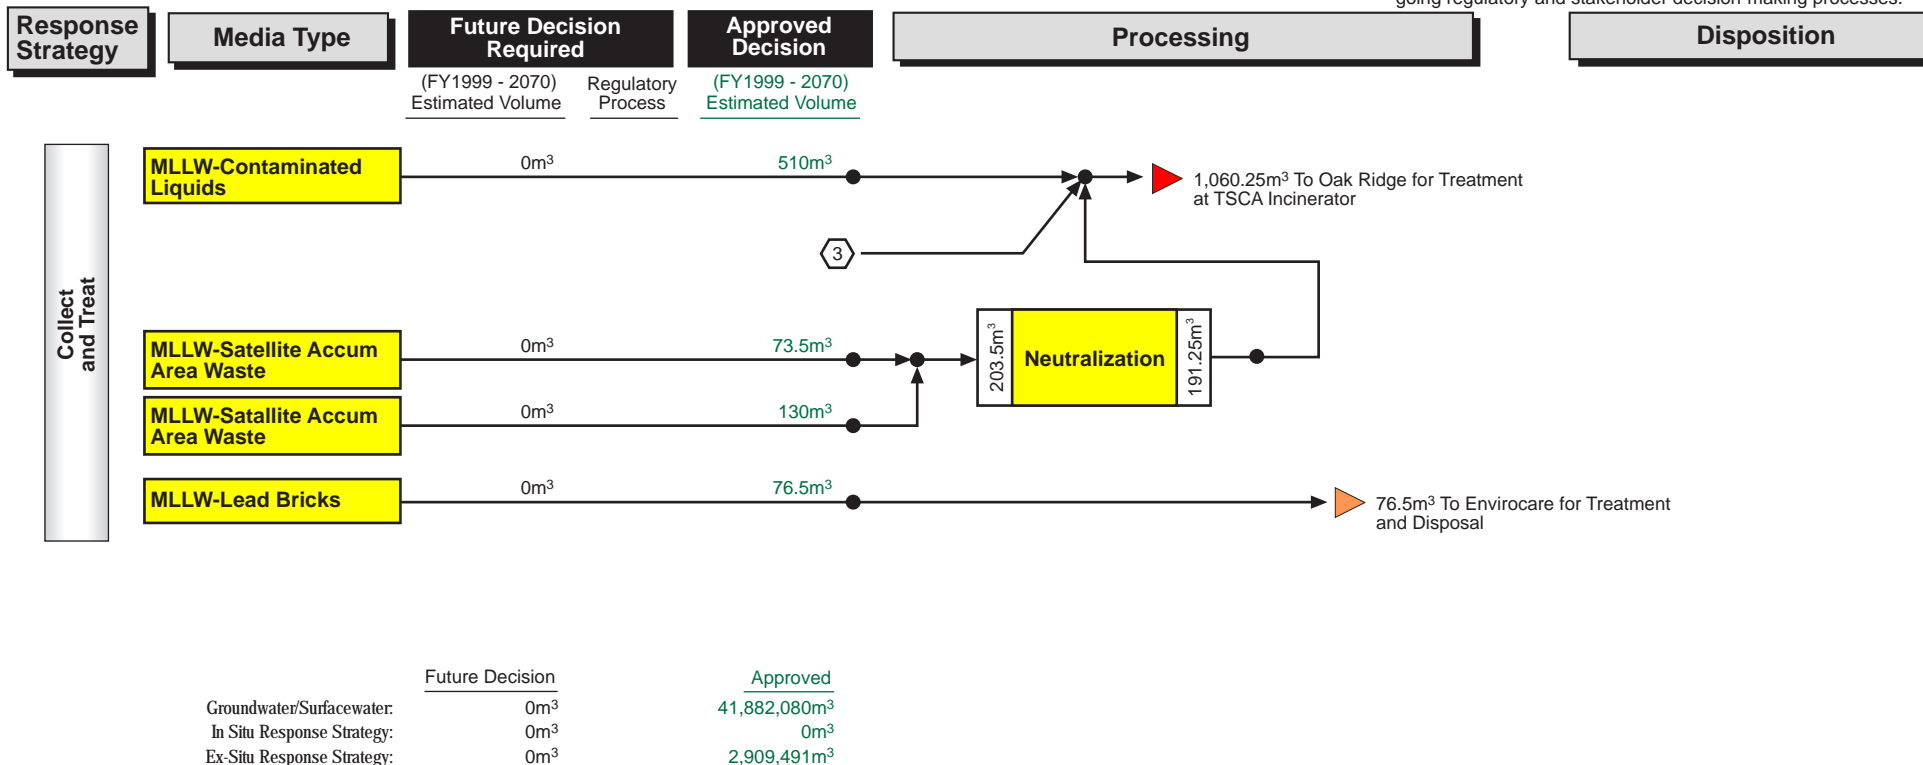 going regulatory and stakeholder decision-making processes.
Response
Strategy
Media Type
Future Decision
Required
Approved
Decision
Processing
Disposition
(FY1999 - 2070)
Estimated Volume
Regulatory
Process
(FY1999 - 2070)
Estimated Volume
Collect
and Treat
MLLW-Contaminated
Liquids
0m³
510m³
1,060.25m³ To Oak Ridge for Treatment
at TSCA Incinerator
3
MLLW-Satellite Accum
Area Waste
0m³
73.5m³
203.5m³
Neutralization
191.25m³
MLLW-Satallite Accum
Area Waste
0m³
130m³
MLLW-Lead Bricks
0m³
76.5m³
76.5m³ To Envirocare for Treatment
and Disposal
Future Decision
Approved
Groundwater/Surfacewater: 0m³ 41,882,080m³
In Situ Response Strategy: 0m³ 0m³
Ex-Situ Response Strategy: 0m³ 2,909,491m³